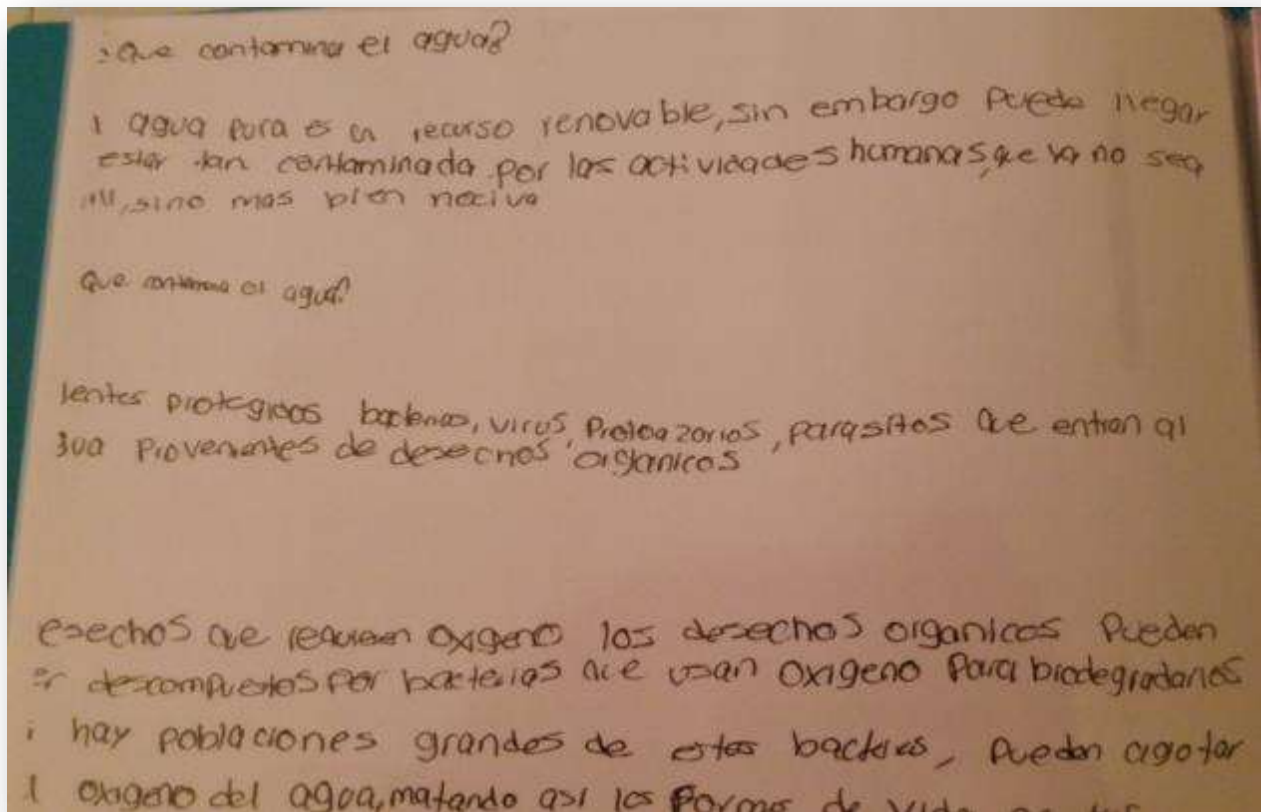 ¿Que contamina el agua?
l agua pura es un recurso renovable, sin embargo puede llegar
estar tan contaminada por las actividades humanas, que ya no sea
til, sino mas bien nociva
Que contamina el agua?
entes bacterias, virus, Protoazorios, parasitos que entran al
gua Provenientes de desechos organicos
esechos que requieren oxigeno los desechos organicos Pueden
er descompuestos por bacterias que usan oxigeno Para biodegradarlos
i hay poblaciones grandes de estas bacterias, pueden agotar
l oxigeno del agua, matando asi las formas de vida